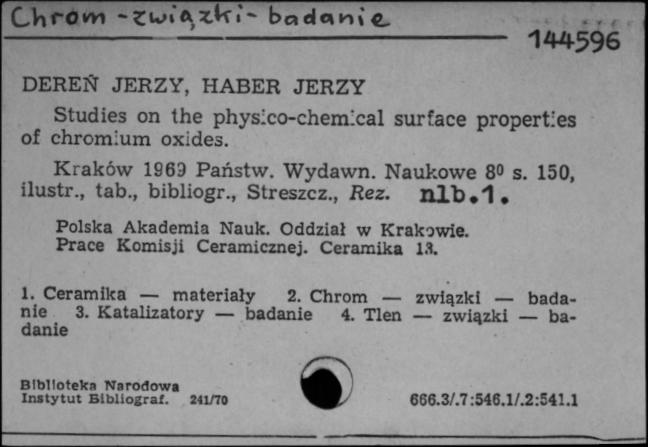 Chrom - związki - badanie
144596
DEREŃ JERZY, HABER JERZY
Studies on the physico-chemical surface properties
of chromium oxides.
Kraków 1969 Państw. Wydawn. Naukowe 8⁰ s. 150,
ilustr., tab., bibliogr., Streszcz., Rez. nlb.1.
Polska Akademia Nauk. Oddział w Krakowie.
Prace Komisji Ceramicznej. Ceramika 13.
1. Ceramika — materiały 2. Chrom — związki — bada-
nie 3. Katalizatory — badanie 4. Tlen — związki — ba-
danie
Biblioteka Narodowa
Instytut Bibliograf. 241/70
666.3/.7:546.1/.2:541.1